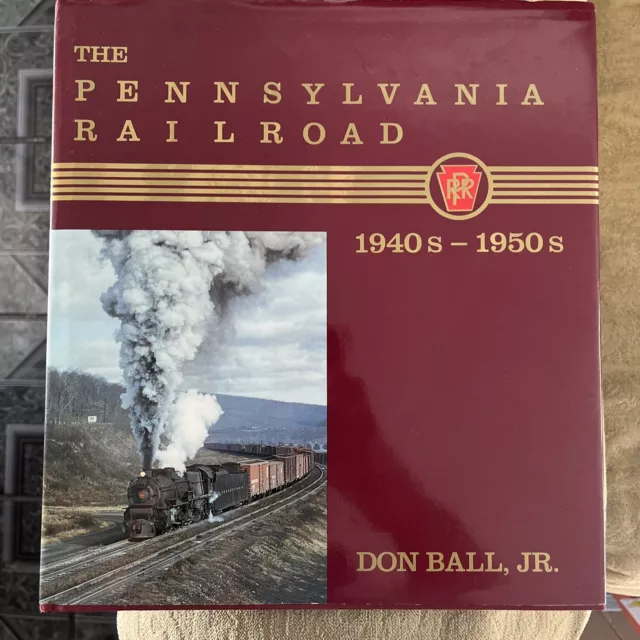 THE
PENNSYLVANIA
RAILROAD
PRR
1940s – 1950s
DON BALL, JR.